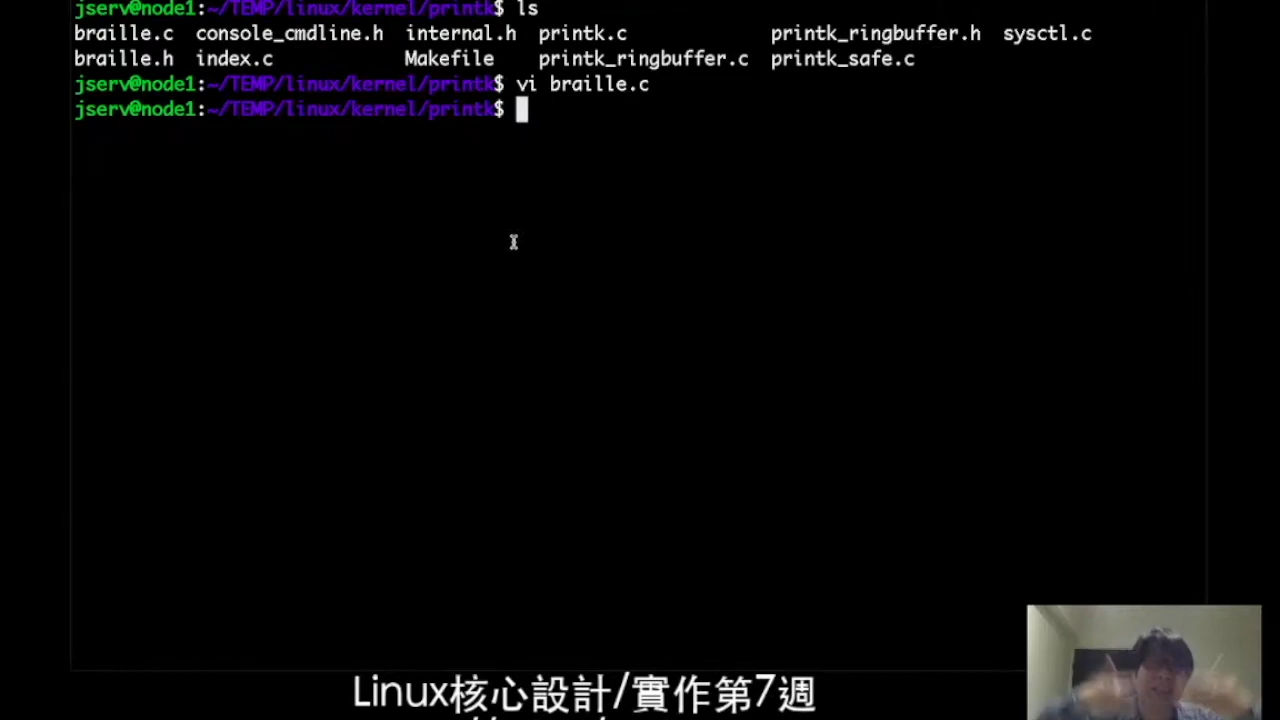 jserv@node1:~/TEMP/linux/kernel/printk$ ls
braille.c console_cmdline.h internal.h printk.c printk_ringbuffer.h sysctl.c
braille.h index.c Makefile printk_ringbuffer.c printk_safe.c
jserv@node1:~/TEMP/linux/kernel/printk$ vi braille.c
jserv@node1:~/TEMP/linux/kernel/printk$
Linux核心設計/實作第7週